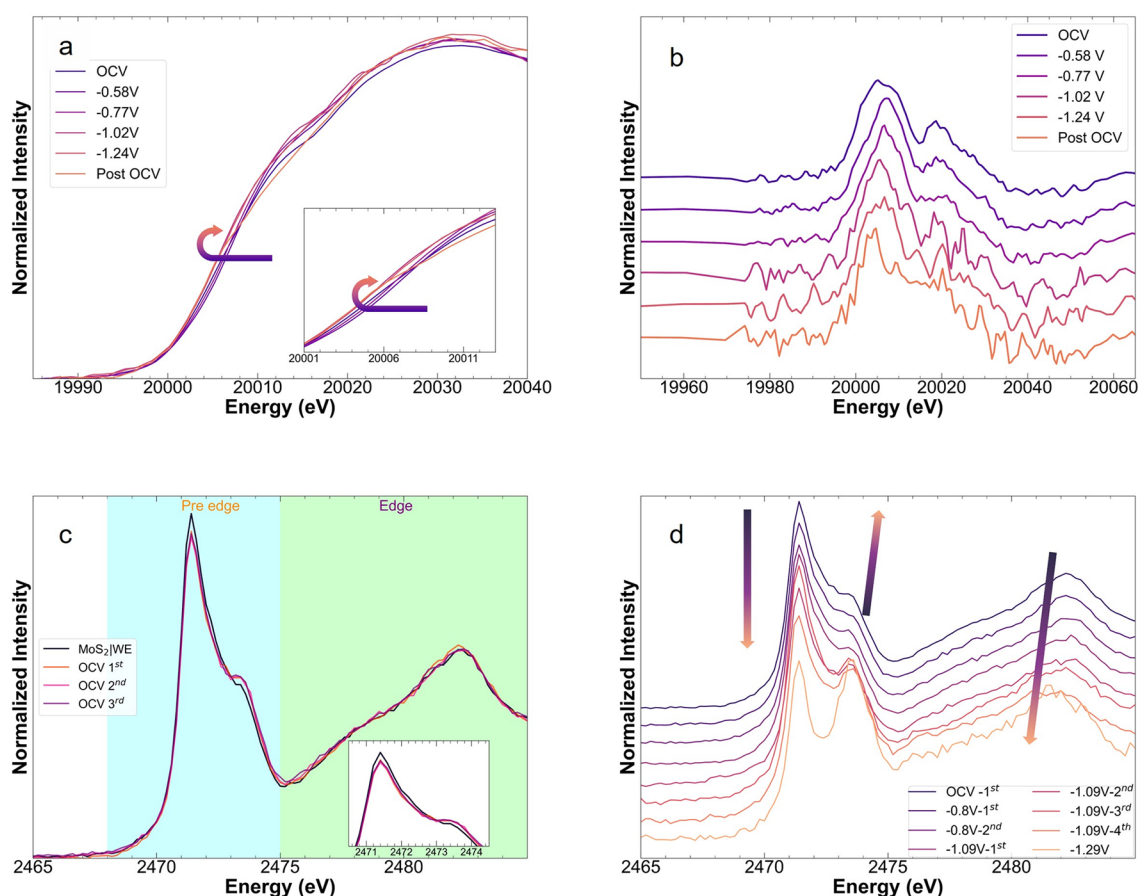 a
OCV
-0.58V
-0.77V
-1.02V
-1.24V
Post OCV
Normalized Intensity
20001 20006 20011
19990 20000 20010 20020 20030 20040
Energy (eV)
b
OCV
-0.58 V
-0.77 V
-1.02 V
-1.24 V
Post OCV
Normalized Intensity
19960 19980 20000 20020 20040 20060
Energy (eV)
c
Pre edge
Edge
MoS₂|WE
OCV 1ˢᵗ
OCV 2ⁿᵈ
OCV 3ʳᵈ
Normalized Intensity
2471 2472 2473 2474
2465 2470 2475 2480
Energy (eV)
d
Normalized Intensity
OCV -1ˢᵗ
-0.8V-1ˢᵗ
-0.8V-2ⁿᵈ
-1.09V-1ˢᵗ
-1.09V-2ⁿᵈ
-1.09V-3ʳᵈ
-1.09V-4ᵗʰ
-1.29V
2465 2470 2475 2480
Energy (eV)